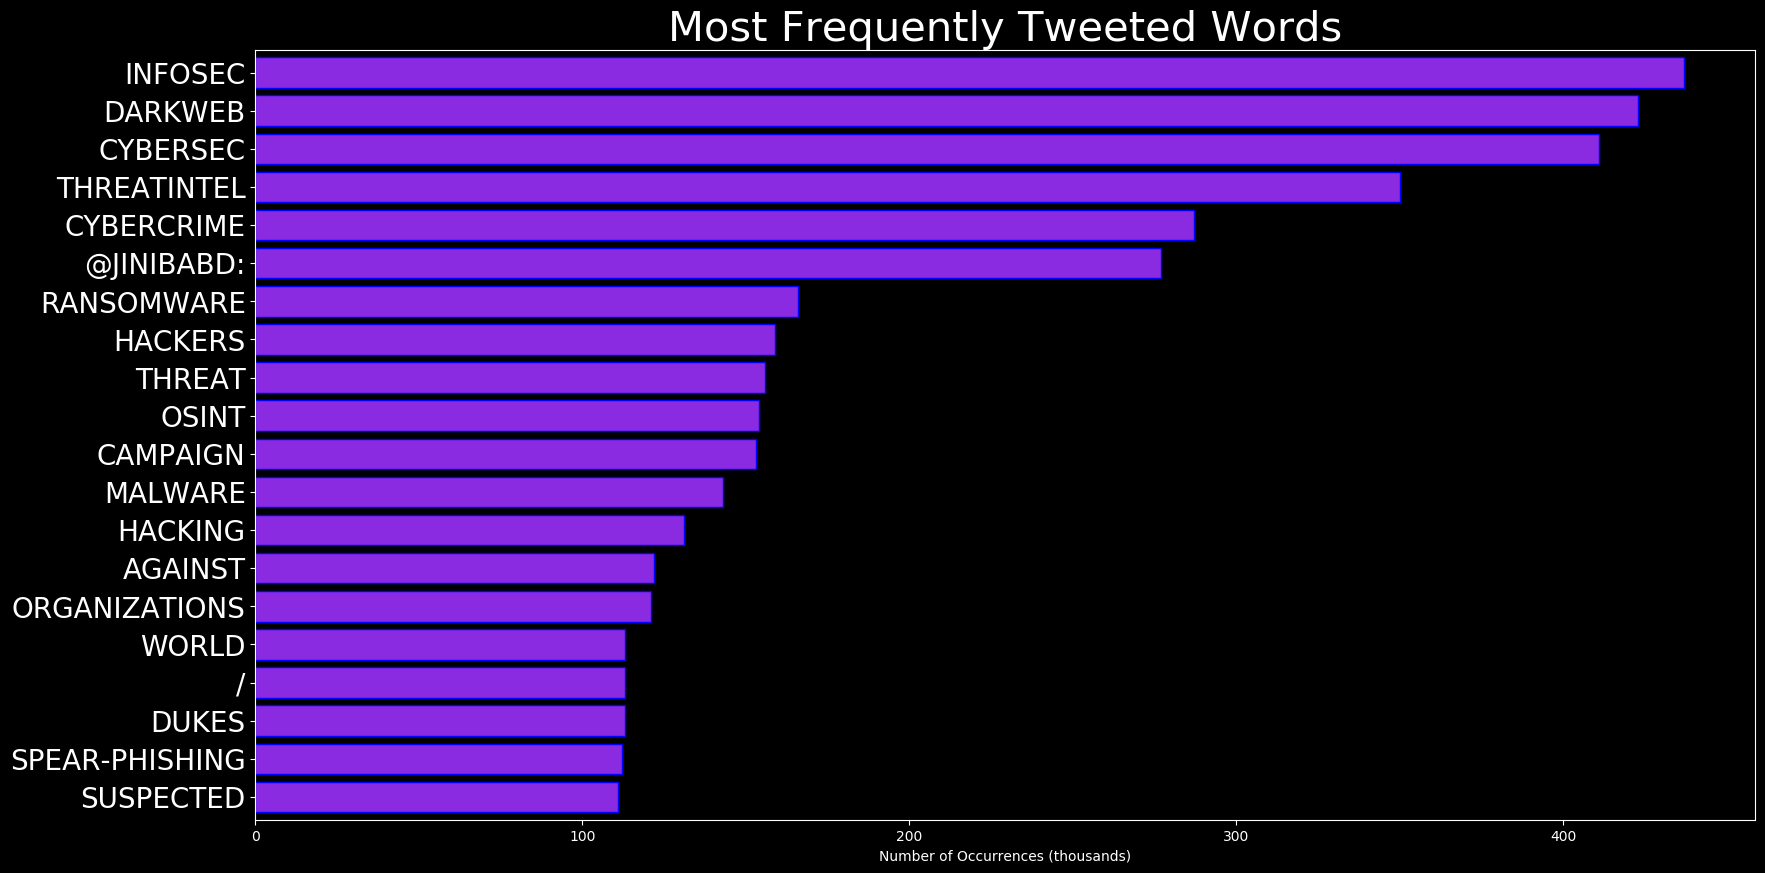 Most Frequently Tweeted Words
INFOSEC
DARKWEB
CYBERSEC
THREATINTEL
CYBERCRIME
@JINIBABD:
RANSOMWARE
HACKERS
THREAT
OSINT
CAMPAIGN
MALWARE
HACKING
AGAINST
ORGANIZATIONS
WORLD
/
DUKES
SPEAR-PHISHING
SUSPECTED
0 100 200 300 400
Number of Occurrences (thousands)